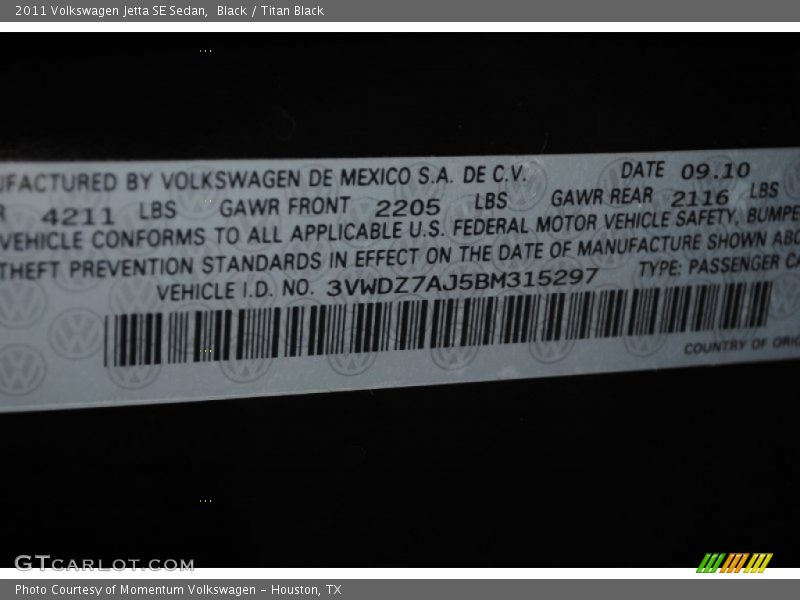 2011 Volkswagen Jetta SE Sedan,  Black / Titan Black
UFACTURED BY VOLKSWAGEN DE MEXICO S.A. DE C.V. DATE 09.10
R 4211 LBS GAWR FRONT 2205 LBS GAWR REAR 2116 LBS
VEHICLE CONFORMS TO ALL APPLICABLE U.S. FEDERAL MOTOR VEHICLE SAFETY, BUMPE
THEFT PREVENTION STANDARDS IN EFFECT ON THE DATE OF MANUFACTURE SHOWN ABO
VEHICLE I.D. NO. 3VWDZ7AJ5BM315297 TYPE: PASSENGER CA
COUNTRY OF ORIG
GTCARLOT.COM
Photo Courtesy of Momentum Volkswagen - Houston, TX